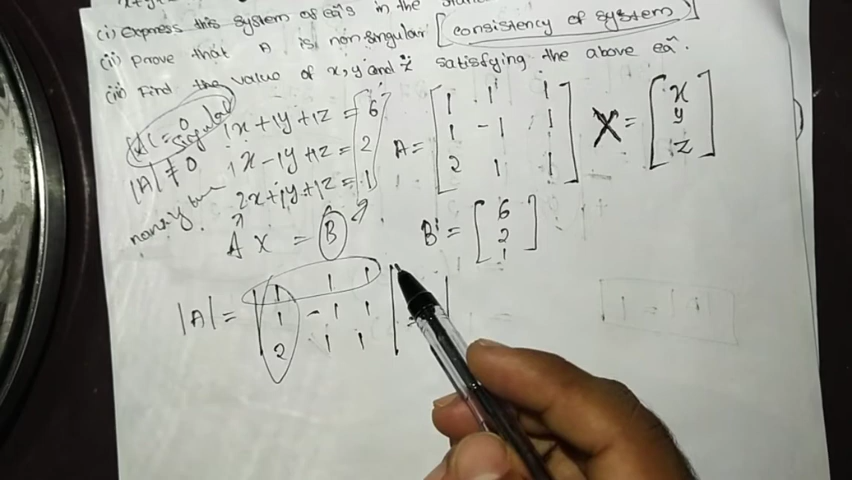 (i) Express this system of eqⁿs in the
(ii) Prove that A is non singular [consistency of system]
(iii) Find the value of x, y and z satisfying the above eqⁿ.
|A| = 0 singular
|A| ≠ 0
1x + 1y + 1z = 6
1x - 1y + 1z = 2
2x + 1y + 1z = 1
A X = B
A = [1 1 1
1 -1 1
2 1 1]
X = [x
y
z]
B = [6
2
1]
|A| = |1 1 1
1 -1 1
2 1 1|